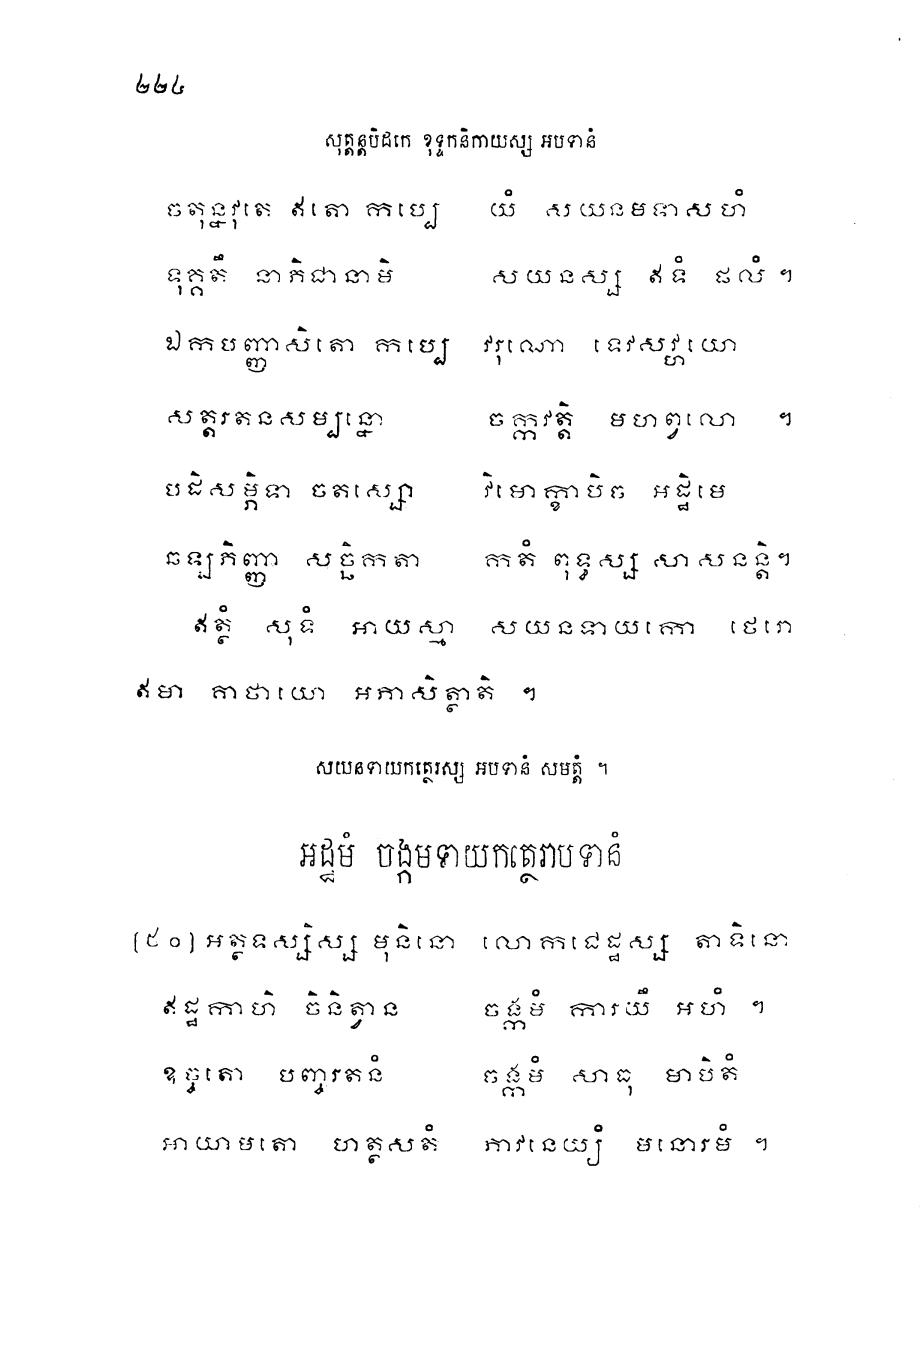 ២២៤
សុត្តន្តបិដកេ ខុទ្ទកនិកាយស្ស អបទានំ
ចតុន្នវុតេ ឥតោ កប្បេ យំ សយនមទាសហំ
ទុគ្គតឹ នាភិជានាមិ សយនស្ស ឥទំ ផលំ ។
ឯកបញ្ញាសិតោ កប្បេ វរុណោ ទេវសវ្ហយោ
សត្តរតនសម្បន្នោ ចក្កវត្តិ មហព្វលោ ។
បដិសម្ភិទា ចតស្សោ វិមោក្ខាបិច អដ្ឋិមេ
ឆឡ្បភិញ្ញា សច្ឆិកតា កតំ ពុទ្ធស្ស សាសនន្តិ។
ឥត្ថំ សុទំ អាយស្មា សយនទាយកោ ថេរោ
ឥមា គាថាយោ អភាសិត្ថាតិ ។
សយនទាយកត្ថេរស្ស អបទានំ សមត្តំ ។
អដ្ឋមំ ចង្កមទាយកត្ថេរាបទានំ
[៥០] អត្ថទស្សិស្ស មុនិនោ លោកជេដ្ឋស្ស តាទិនោ
ឥដ្ឋកាហិ ចិនិត្វាន ចង្កមំ ការយឹ អហំ ។
ឧច្ចតោ បញ្ចរតនំ ចង្កមំ សាធុ មាបិតំ
អាយាមតោ ហត្ថសតំ ភាវនេយ្យំ មនោរមំ ។